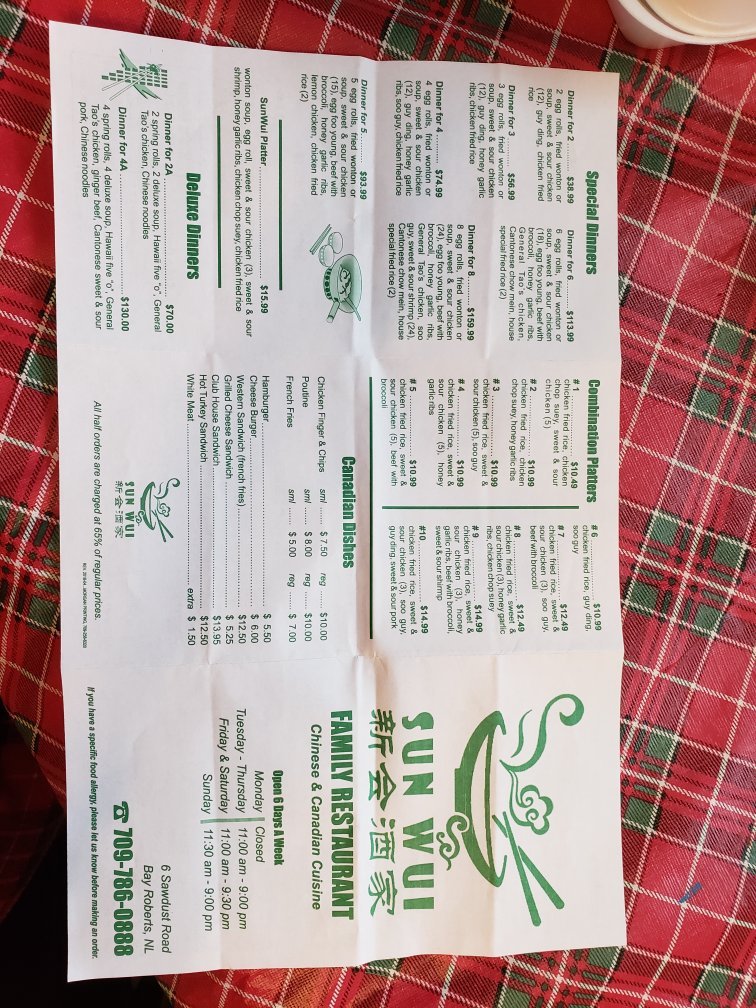 Special Dinners
Dinner for 2 ......... $38.99
2 egg rolls, fried wonton or
soup, sweet & sour chicken
(12), guy ding, chicken fried
rice
Dinner for 3 ......... $56.99
3 egg rolls, fried wonton or
soup, sweet & sour chicken
(12), guy ding, honey garlic
ribs, chicken fried rice
Dinner for 4 ......... $74.99
4 egg rolls, fried wonton or
soup, sweet & sour chicken
(12), guy ding, honey garlic
ribs, soo guy, chicken fried rice
Dinner for 5 ......... $93.99
5 egg rolls, fried wonton or
soup, sweet & sour chicken
(15), egg foo young, beef with
broccoli, honey garlic ribs,
lemon chicken, chicken fried
rice (2)
Dinner for 6 ......... $113.99
6 egg rolls, fried wonton or
soup, sweet & sour chicken
(18), egg foo young, beef with
broccoli, honey garlic ribs,
General Tao's chicken,
Cantonese chow mein, house
special fried rice (2)
Dinner for 8 ......... $159.99
8 egg rolls, fried wonton or
soup, sweet & sour chicken
(24), egg foo young, beef with
broccoli, honey garlic ribs,
General Tao's chicken, soo
guy, sweet & sour shrimp (24),
Cantonese chow mein, house
special fried rice (2)
SunWui Platter ......... $15.99
wonton soup, egg roll, sweet & sour chicken (3), sweet & sour
shrimp, honey garlic ribs, chicken chop suey, chicken fried rice
Deluxe Dinners
Dinner for 2A ......... $70.00
2 spring rolls, 2 deluxe soup, Hawaii five "o", General
Tao's chicken, Chinese noodles
Dinner for 4A ......... $130.00
4 spring rolls, 4 deluxe soup, Hawaii five "o", General
Tao's chicken, ginger beef, Cantonese sweet & sour
pork, Chinese noodles
Combination Platters
# 1 ......... $10.49
chicken fried rice, chicken
chop suey, sweet & sour
chicken (5)
# 2 ......... $10.99
chicken fried rice, chicken
chop suey, honey garlic ribs
# 3 ......... $10.99
chicken fried rice, sweet &
sour chicken (5), soo guy
# 4 ......... $10.99
chicken fried rice, sweet &
sour chicken (5), honey
garlic ribs
# 5 ......... $10.99
chicken fried rice, sweet &
sour chicken (5), beef with
broccoli
# 6 ......... $10.99
chicken fried rice, guy ding,
soo guy
# 7 ......... $12.49
chicken fried rice, sweet &
sour chicken (3), soo guy,
beef with broccoli
# 8 ......... $12.49
chicken fried rice, sweet &
sour chicken (3), honey garlic
ribs, chicken chop suey
# 9 ......... $14.99
chicken fried rice, sweet &
sour chicken (3), honey
garlic ribs, beef with broccoli,
sweet & sour shrimp
#10 ......... $14.99
chicken fried rice, sweet &
sour chicken (3), soo guy,
guy ding, sweet & sour pork
Canadian Dishes
Chicken Finger & Chips sml ........ $ 7.50 reg ...... $10.00
Poutine sml ........ $ 8.00 reg ...... $10.00
French Fries sml ........ $ 5.00 reg ...... $ 7.00
Hamburger ......... $ 5.50
Cheese Burger ......... $ 6.00
Western Sandwich (french fries) ......... $12.50
Grilled Cheese Sandwich ......... $ 5.25
Club House Sandwich ......... $13.95
Hot Turkey Sandwich ......... $12.50
White Meat ......... extra $ 1.50
SUN WUI
新會酒家
All half orders are charged at 65% of regular prices.
SUN WUI
新會酒家
FAMILY RESTAURANT
Chinese & Canadian Cuisine
Open 6 Days A Week
Monday Closed
Tuesday - Thursday 11:00 am - 9:00 pm
Friday & Saturday 11:00 am - 9:30 pm
Sunday 11:30 am - 9:00 pm
6 Sawdust Road
Bay Roberts, NL
☎ 709-786-0888
If you have a specific food allergy, please let us know before making an order.